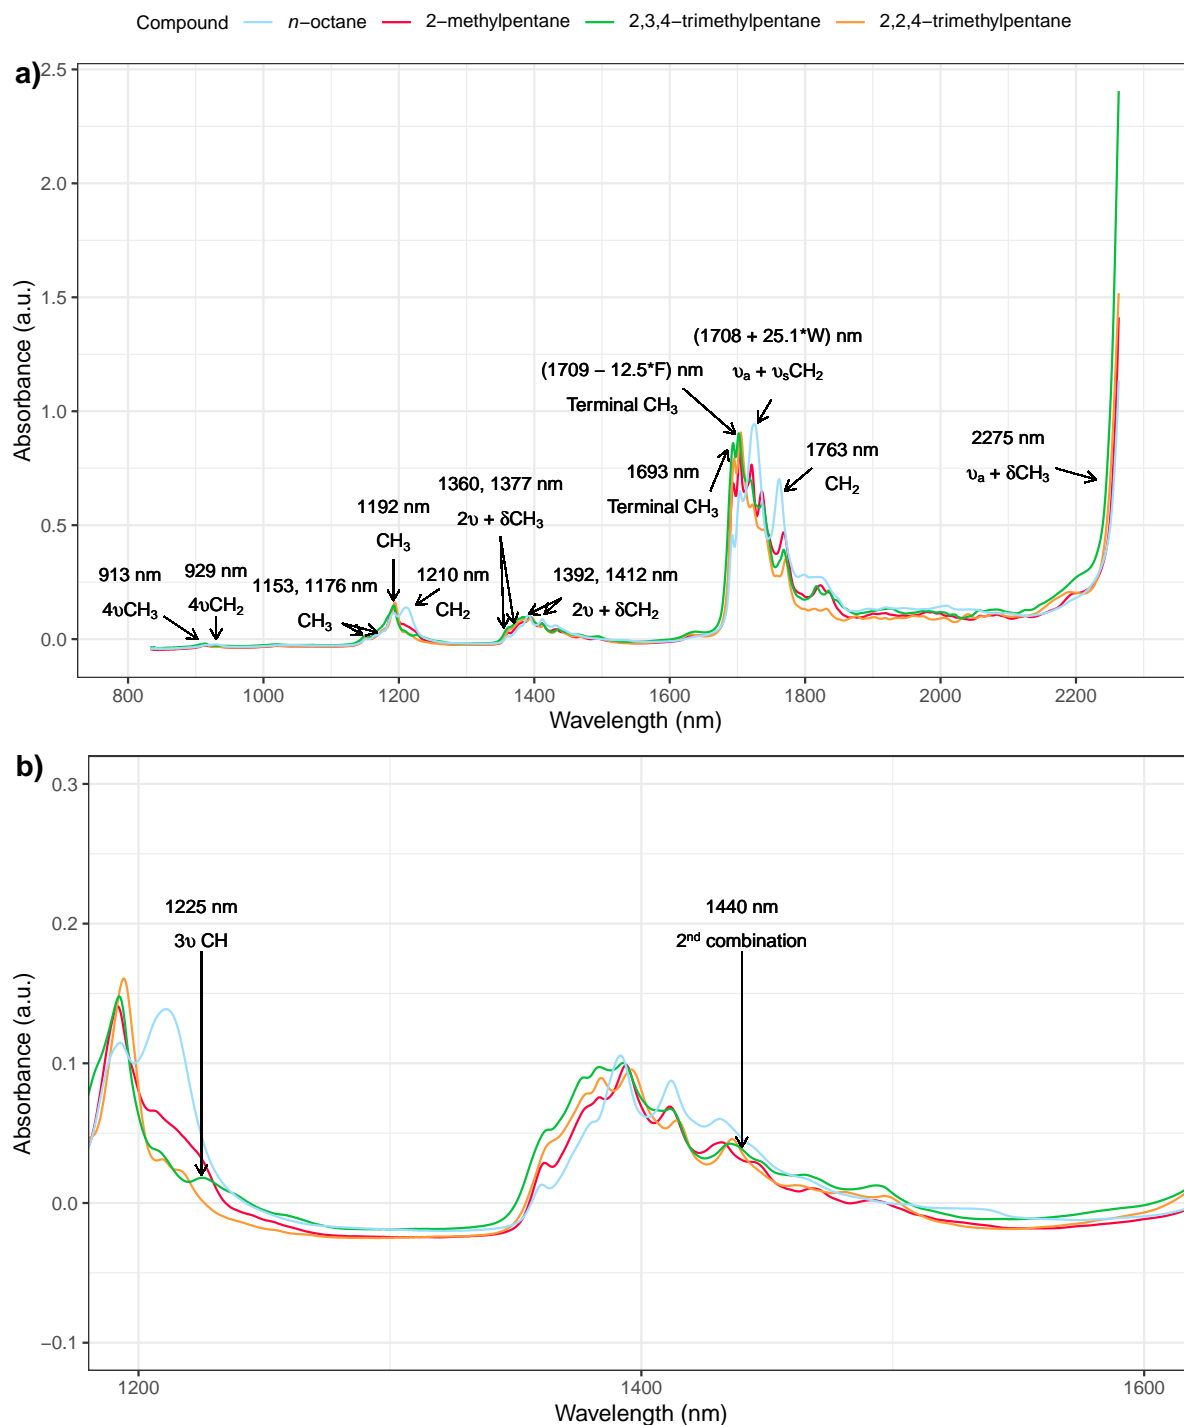 Compound n−octane 2−methylpentane 2,3,4−trimethylpentane 2,2,4−trimethylpentane
a)
2.5
2.0
1.5
1.0
0.5
0.0
Absorbance (a.u.)
(1708 + 25.1*W) nm
υₐ + υₛCH₂
(1709 − 12.5*F) nm
Terminal CH₃
1693 nm
Terminal CH₃
1763 nm
CH₂
2275 nm
υₐ + δCH₃
1360, 1377 nm
2υ + δCH₃
1192 nm
CH₃
913 nm
4υCH₃
929 nm
4υCH₂
1153, 1176 nm
CH₃
1210 nm
CH₂
1392, 1412 nm
2υ + δCH₂
800 1000 1200 1400 1600 1800 2000 2200
Wavelength (nm)
b)
0.3
0.2
0.1
0.0
−0.1
Absorbance (a.u.)
1225 nm
3υ CH
1440 nm
2ⁿᵈ combination
1200 1400 1600
Wavelength (nm)